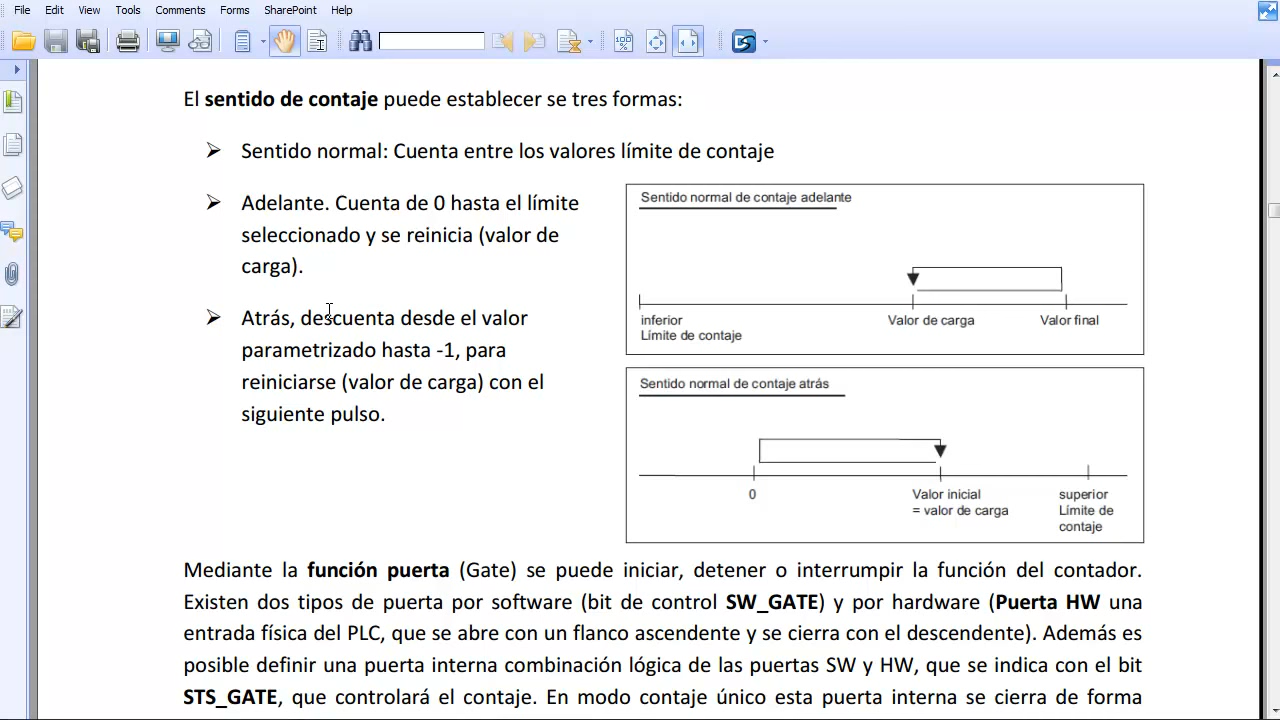 File Edit View Tools Comments Forms SharePoint Help
El sentido de contaje puede establecer se tres formas:
Sentido normal: Cuenta entre los valores límite de contaje
Adelante. Cuenta de 0 hasta el límite
seleccionado y se reinicia (valor de
carga).
Atrás, descuenta desde el valor
parametrizado hasta -1, para
reiniciarse (valor de carga) con el
siguiente pulso.
Sentido normal de contaje adelante
inferior
Límite de contaje
Valor de carga
Valor final
Sentido normal de contaje atrás
0
Valor inicial
= valor de carga
superior
Límite de
contaje
Mediante la función puerta (Gate) se puede iniciar, detener o interrumpir la función del contador.
Existen dos tipos de puerta por software (bit de control SW_GATE) y por hardware (Puerta HW una
entrada física del PLC, que se abre con un flanco ascendente y se cierra con el descendente). Además es
posible definir una puerta interna combinación lógica de las puertas SW y HW, que se indica con el bit
STS_GATE, que controlará el contaje. En modo contaje único esta puerta interna se cierra de forma